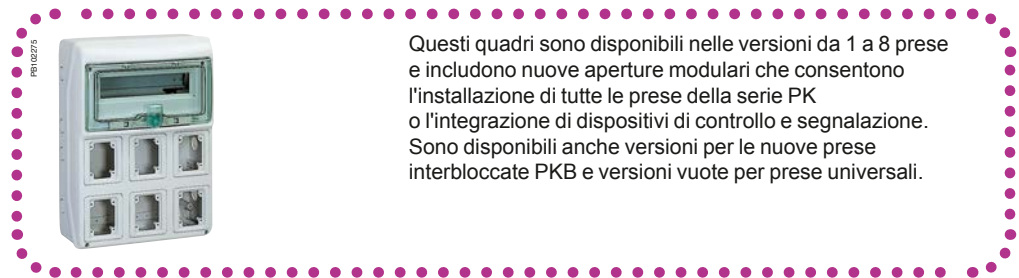 PB102275
Questi quadri sono disponibili nelle versioni da 1 a 8 prese
e includono nuove aperture modulari che consentono
l'installazione di tutte le prese della serie PK
o l'integrazione di dispositivi di controllo e segnalazione.
Sono disponibili anche versioni per le nuove prese
interbloccate PKB e versioni vuote per prese universali.